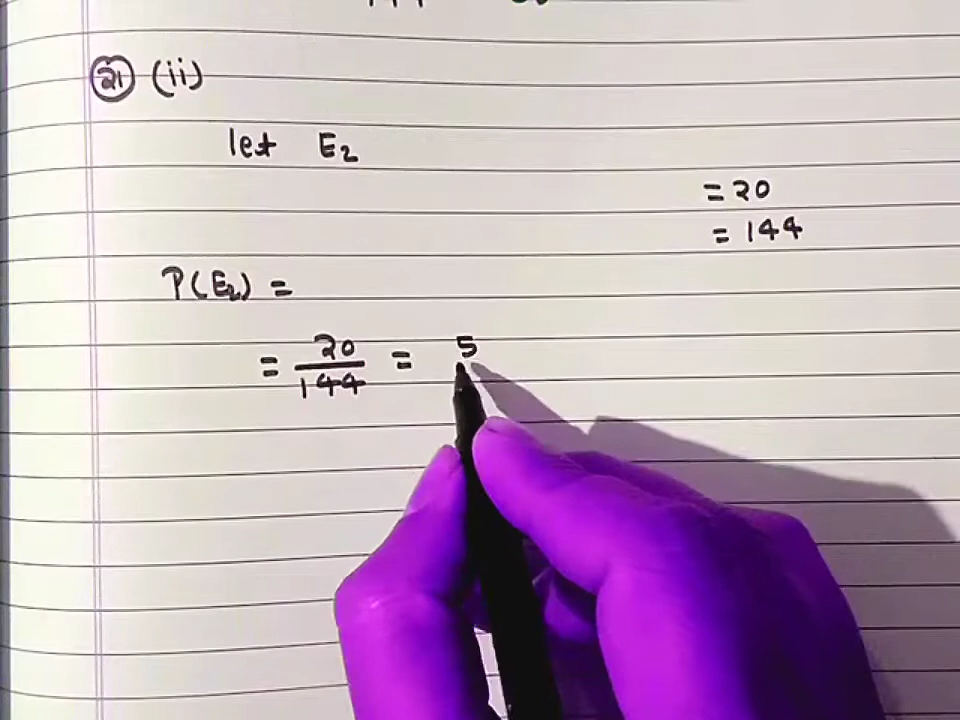 21 (ii)
let E₂
= 20
= 144
P(E₂) =
= 20/144 = 5